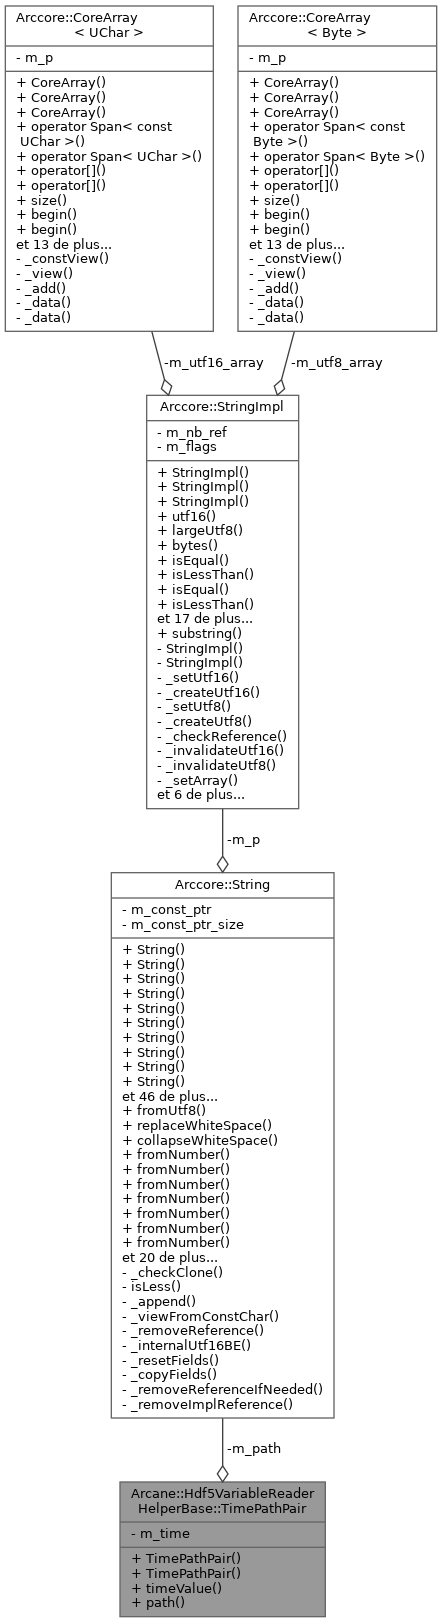 Arccore::CoreArray
< UChar >
- m_p
+ CoreArray()
+ CoreArray()
+ CoreArray()
+ operator Span< const
UChar >()
+ operator Span< UChar >()
+ operator[]()
+ operator[]()
+ size()
+ begin()
+ begin()
et 13 de plus...
- _constView()
- _view()
- _add()
- _data()
- _data()
Arccore::CoreArray
< Byte >
- m_p
+ CoreArray()
+ CoreArray()
+ CoreArray()
+ operator Span< const
Byte >()
+ operator Span< Byte >()
+ operator[]()
+ operator[]()
+ size()
+ begin()
+ begin()
et 13 de plus...
- _constView()
- _view()
- _add()
- _data()
- _data()
-m_utf16_array
-m_utf8_array
Arccore::StringImpl
- m_nb_ref
- m_flags
+ StringImpl()
+ StringImpl()
+ StringImpl()
+ utf16()
+ largeUtf8()
+ bytes()
+ isEqual()
+ isLessThan()
+ isEqual()
+ isLessThan()
et 17 de plus...
+ substring()
- StringImpl()
- StringImpl()
- _setUtf16()
- _createUtf16()
- _setUtf8()
- _createUtf8()
- _checkReference()
- _invalidateUtf16()
- _invalidateUtf8()
- _setArray()
et 6 de plus...
-m_p
Arccore::String
- m_const_ptr
- m_const_ptr_size
+ String()
+ String()
+ String()
+ String()
+ String()
+ String()
+ String()
+ String()
+ String()
+ String()
et 46 de plus...
+ fromUtf8()
+ replaceWhiteSpace()
+ collapseWhiteSpace()
+ fromNumber()
+ fromNumber()
+ fromNumber()
+ fromNumber()
+ fromNumber()
+ fromNumber()
+ fromNumber()
et 20 de plus...
- _checkClone()
- isLess()
- _append()
- _viewFromConstChar()
- _removeReference()
- _internalUtf16BE()
- _resetFields()
- _copyFields()
- _removeReferenceIfNeeded()
- _removeImplReference()
-m_path
Arcane::Hdf5VariableReader
HelperBase::TimePathPair
- m_time
+ TimePathPair()
+ TimePathPair()
+ timeValue()
+ path()